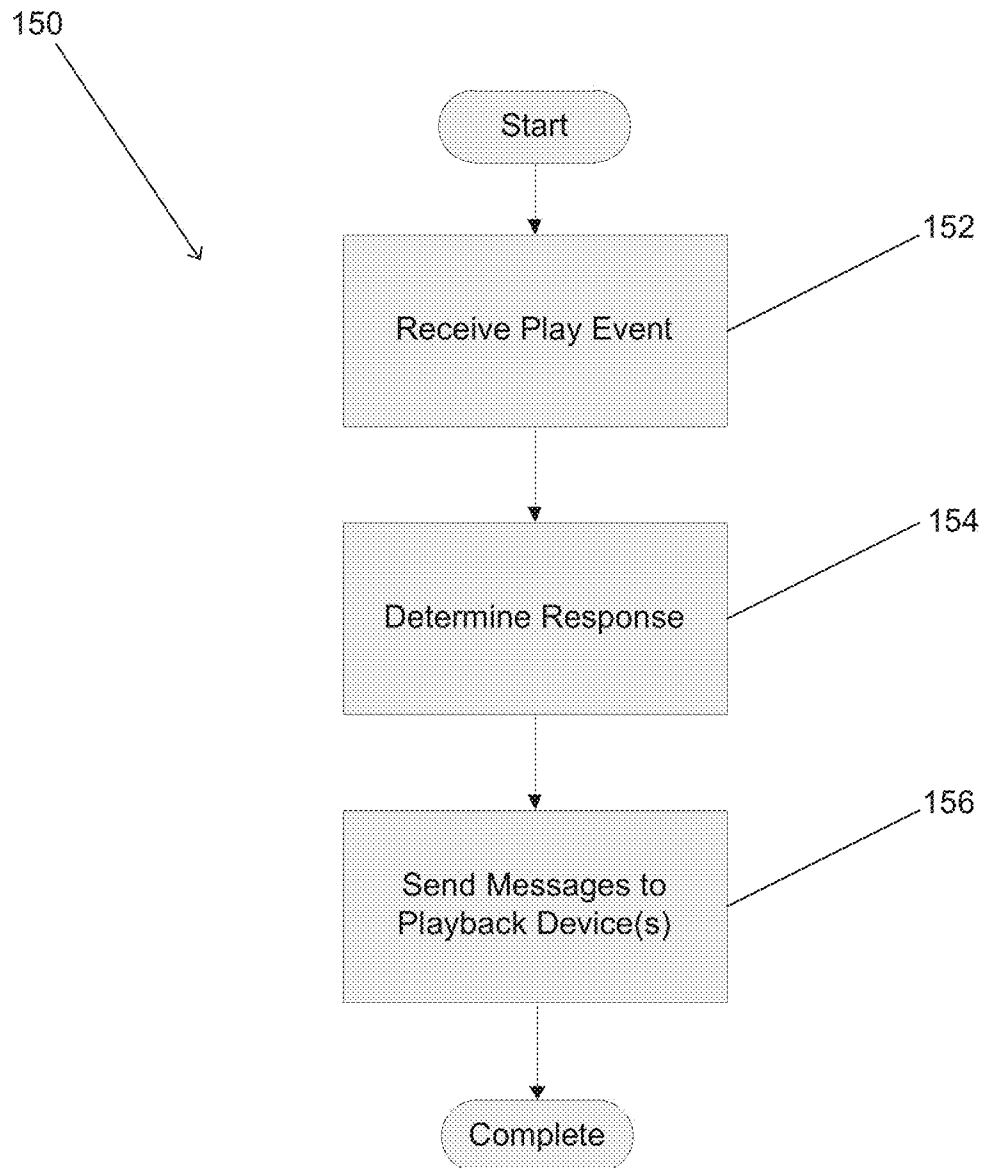 150
Start
152
Receive Play Event
154
Determine Response
156
Send Messages to
Playback Device(s)
Complete